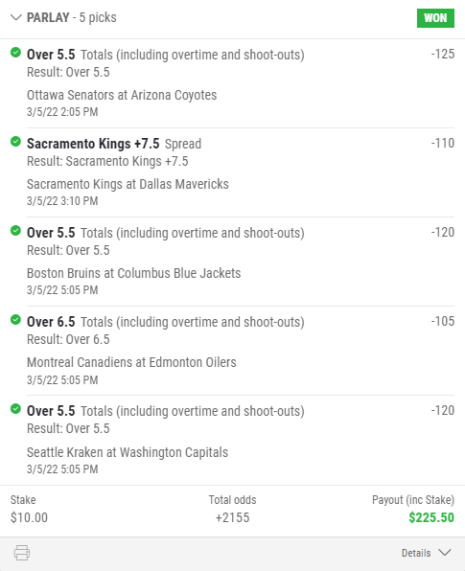 PARLAY - 5 picks WON
Over 5.5 Totals (including overtime and shoot-outs) -125
Result: Over 5.5
Ottawa Senators at Arizona Coyotes
3/5/22 2:05 PM
Sacramento Kings +7.5 Spread -110
Result: Sacramento Kings +7.5
Sacramento Kings at Dallas Mavericks
3/5/22 3:10 PM
Over 5.5 Totals (including overtime and shoot-outs) -120
Result: Over 5.5
Boston Bruins at Columbus Blue Jackets
3/5/22 5:05 PM
Over 6.5 Totals (including overtime and shoot-outs) -105
Result: Over 6.5
Montreal Canadiens at Edmonton Oilers
3/5/22 5:05 PM
Over 5.5 Totals (including overtime and shoot-outs) -120
Result: Over 5.5
Seattle Kraken at Washington Capitals
3/5/22 5:05 PM
Stake Total odds Payout (inc Stake)
$10.00 +2155 $225.50
Details